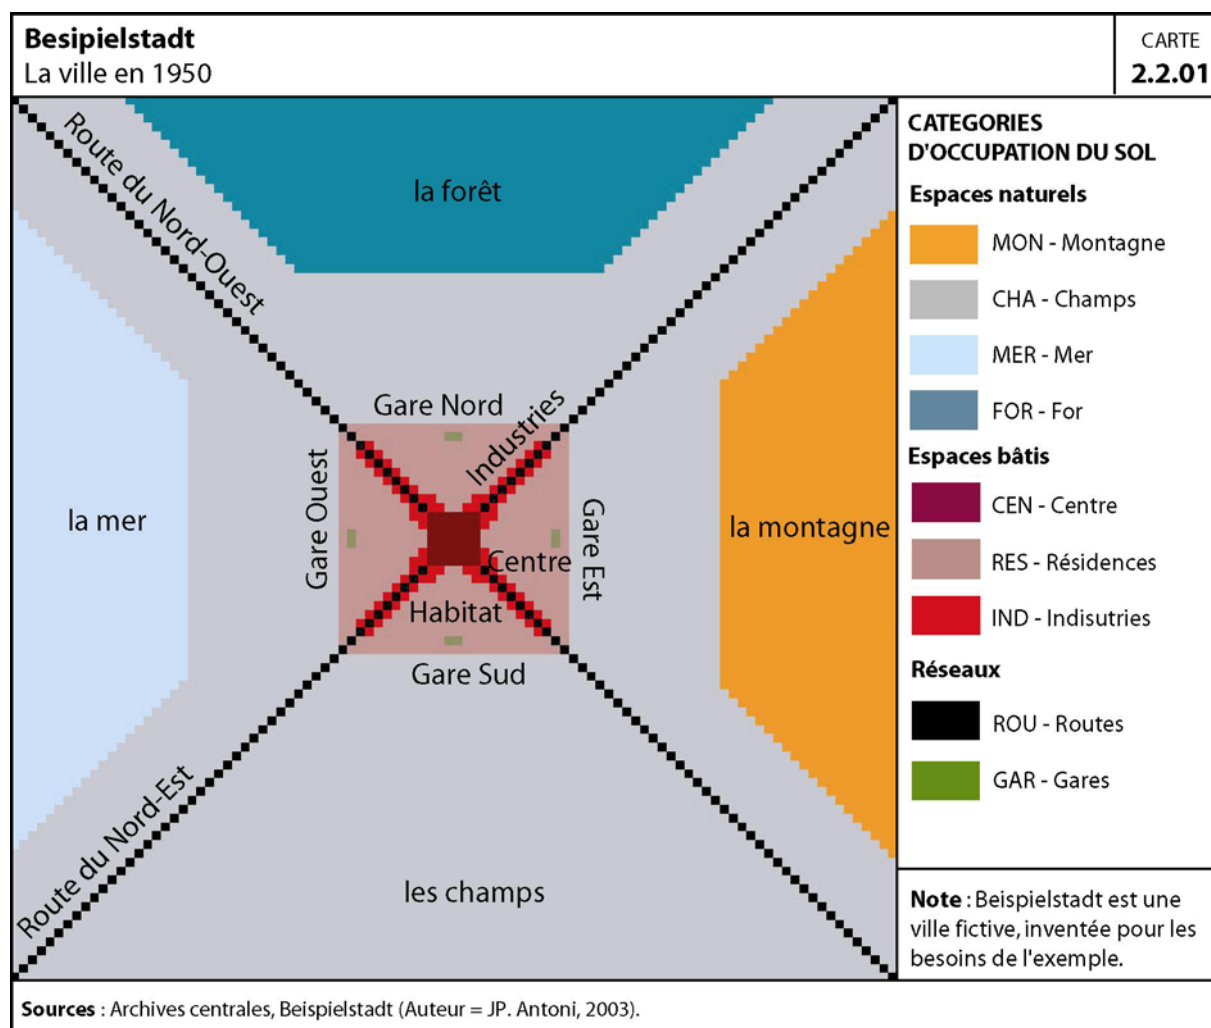 Besipielstadt
La ville en 1950
CARTE
2.2.01
Route du Nord-Ouest
la forêt
Gare Nord
Industries
Gare Ouest
la mer
Centre
Gare Est
la montagne
Habitat
Gare Sud
Route du Nord-Est
les champs
CATEGORIES
D'OCCUPATION DU SOL
Espaces naturels
MON - Montagne
CHA - Champs
MER - Mer
FOR - For
Espaces bâtis
CEN - Centre
RES - Résidences
IND - Indisutries
Réseaux
ROU - Routes
GAR - Gares
Note : Beispielstadt est une
ville fictive, inventée pour les
besoins de l'exemple.
Sources : Archives centrales, Beispielstadt (Auteur = JP. Antoni, 2003).